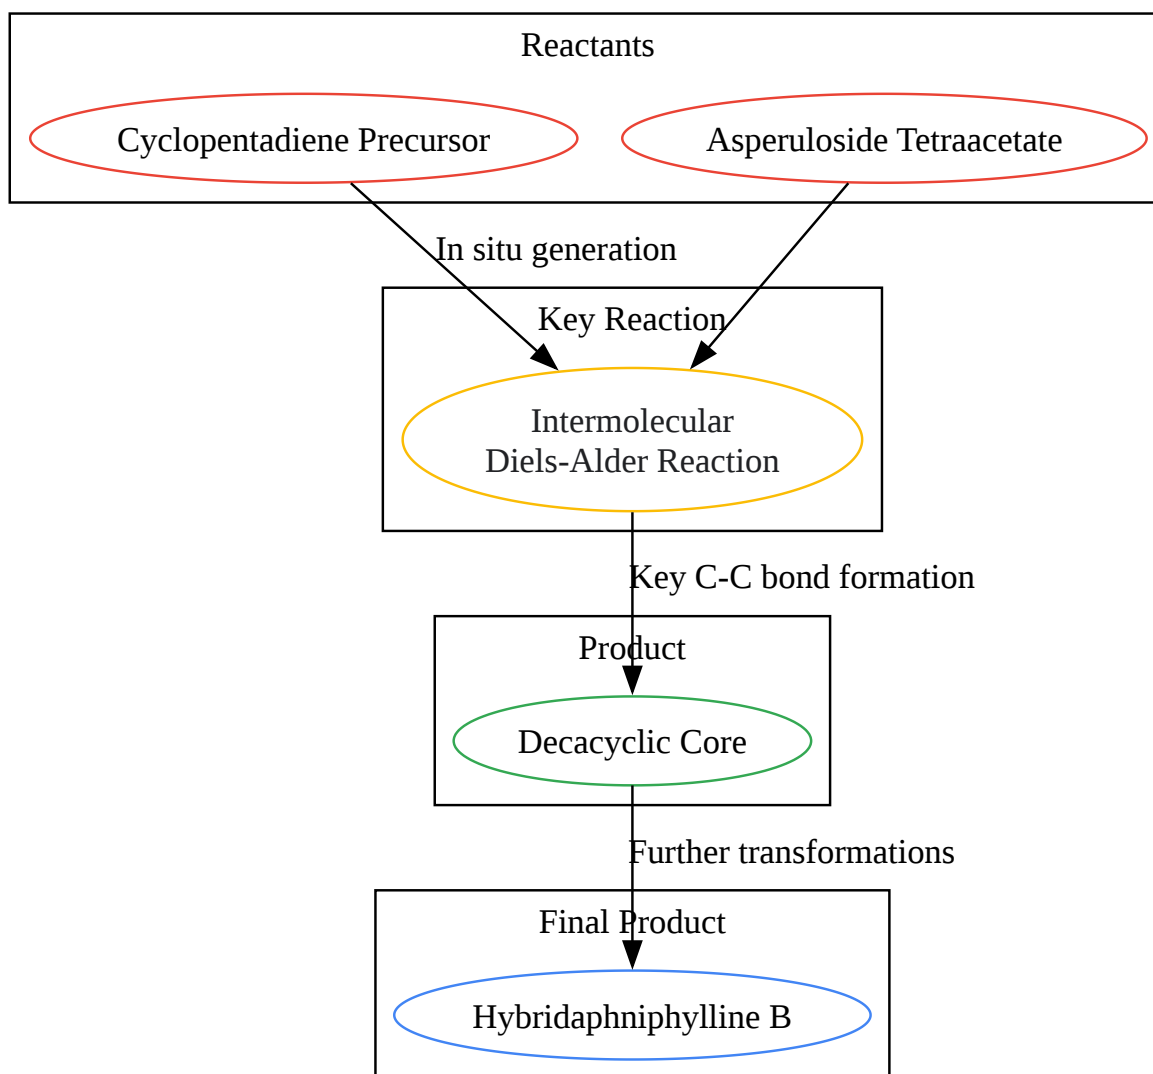 Reactants
Cyclopentadiene Precursor
Asperuloside Tetraacetate
In situ generation
Key Reaction
Intermolecular
Diels-Alder Reaction
Key C-C bond formation
Product
Decacyclic Core
Further transformations
Final Product
Hybridaphniphylline B